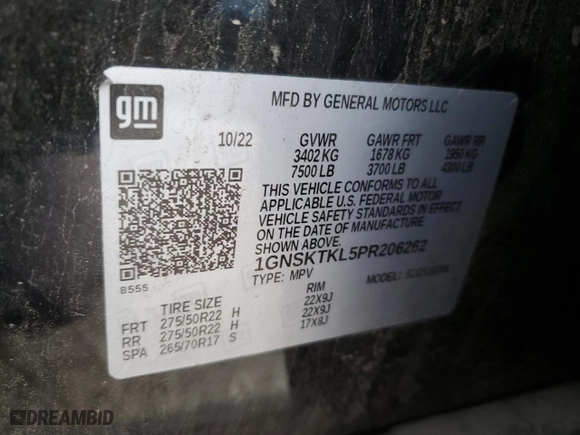 gm
MFD BY GENERAL MOTORS LLC
10/22 GVWR GAWR FRT GAWR RR
3402 KG 1678 KG 1950 KG
7500 LB 3700 LB 4300 LB
THIS VEHICLE CONFORMS TO ALL
APPLICABLE U.S. FEDERAL MOTOR
VEHICLE SAFETY STANDARDS IN EFFECT
ON THE DATE OF MANUFACTURE
SHOWN ABOVE.
1GNSKTKL5PR206262
TYPE: MPV MODEL:
8555
TIRE SIZE RIM
FRT 275/50R22 H 22X9J
RR 275/50R22 H 22X9J
SPA 265/70R17 S 17X8J
DREAMBID